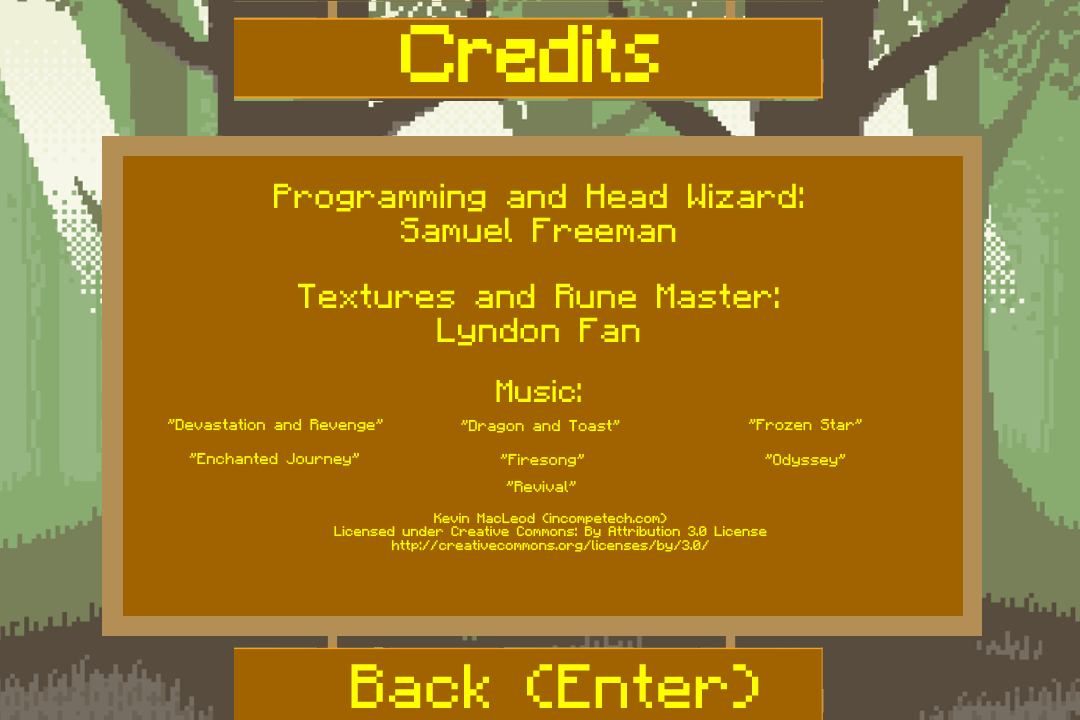 Credits
Programming and Head Wizard:
Samuel Freeman
Textures and Rune Master:
Lyndon Fan
Music:
"Devastation and Revenge" "Dragon and Toast" "Frozen Star"
"Enchanted Journey" "Firesong" "Odyssey"
"Revival"
Kevin MacLeod (incompetech.com)
Licensed under Creative Commons: By Attribution 3.0 License
http://creativecommons.org/licenses/by/3.0/
Back (Enter)